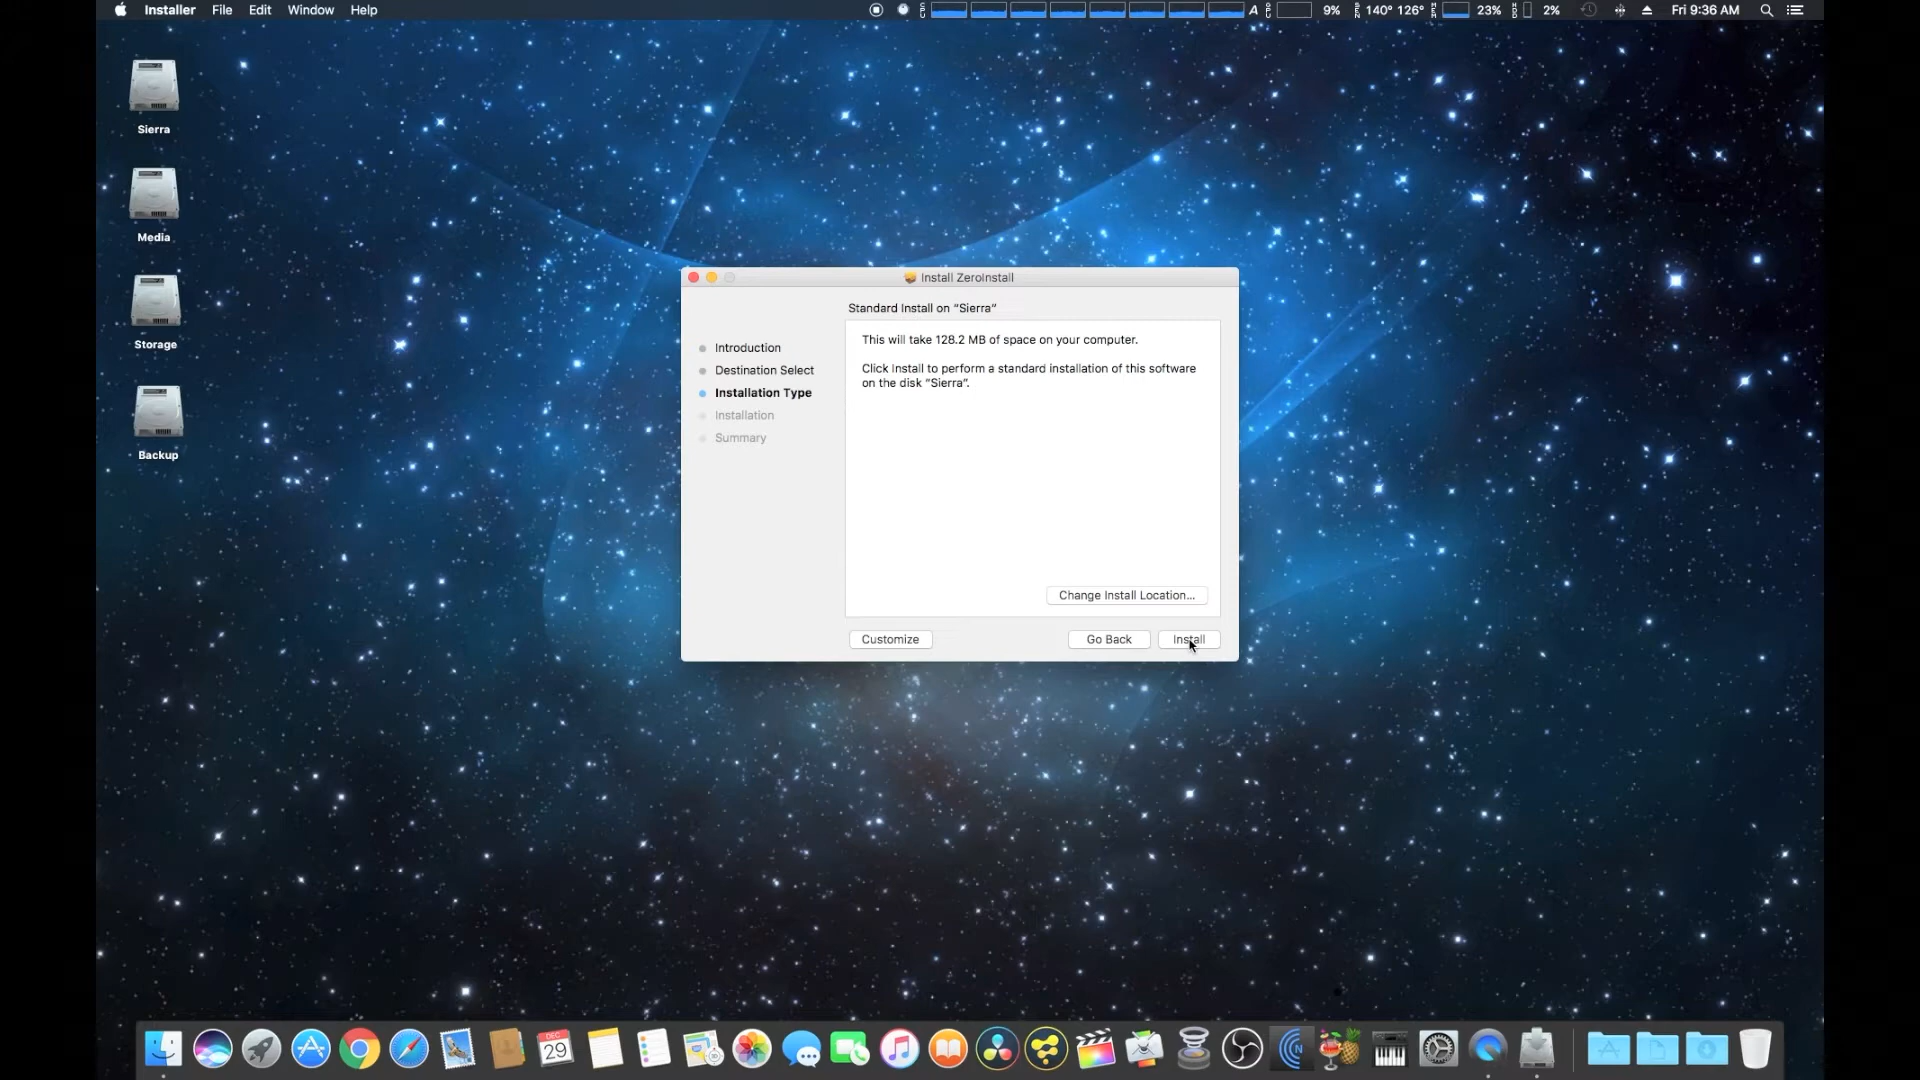 Installer File Edit Window Help
9% 140° 126° 23% 2% Fri 9:36 AM
Sierra
Media
Storage
Backup
Install ZeroInstall
Standard Install on “Sierra”
Introduction
Destination Select
Installation Type
Installation
Summary
This will take 128.2 MB of space on your computer.
Click Install to perform a standard installation of this software
on the disk “Sierra”.
Change Install Location...
Customize
Go Back
Install
DEC
29